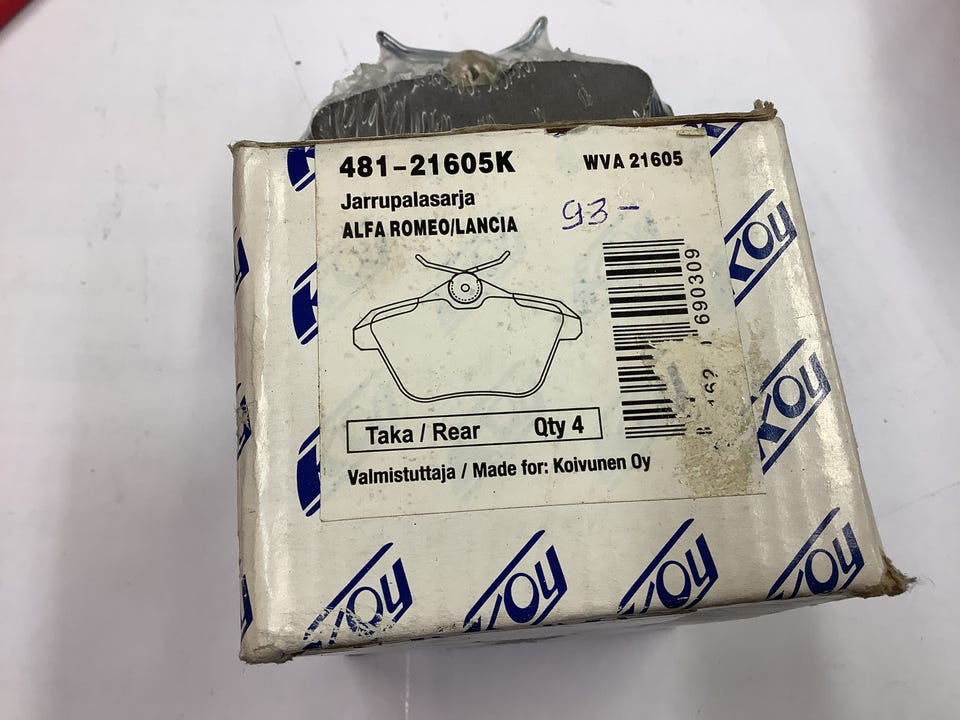 481-21605K WVA 21605
Jarrupalasarja
ALFA ROMEO/LANCIA
93-
690309
Taka / Rear Qty 4
Valmistuttaja / Made for: Koivunen Oy
KOY
KOY
KOY
KOY
KOY
KOY